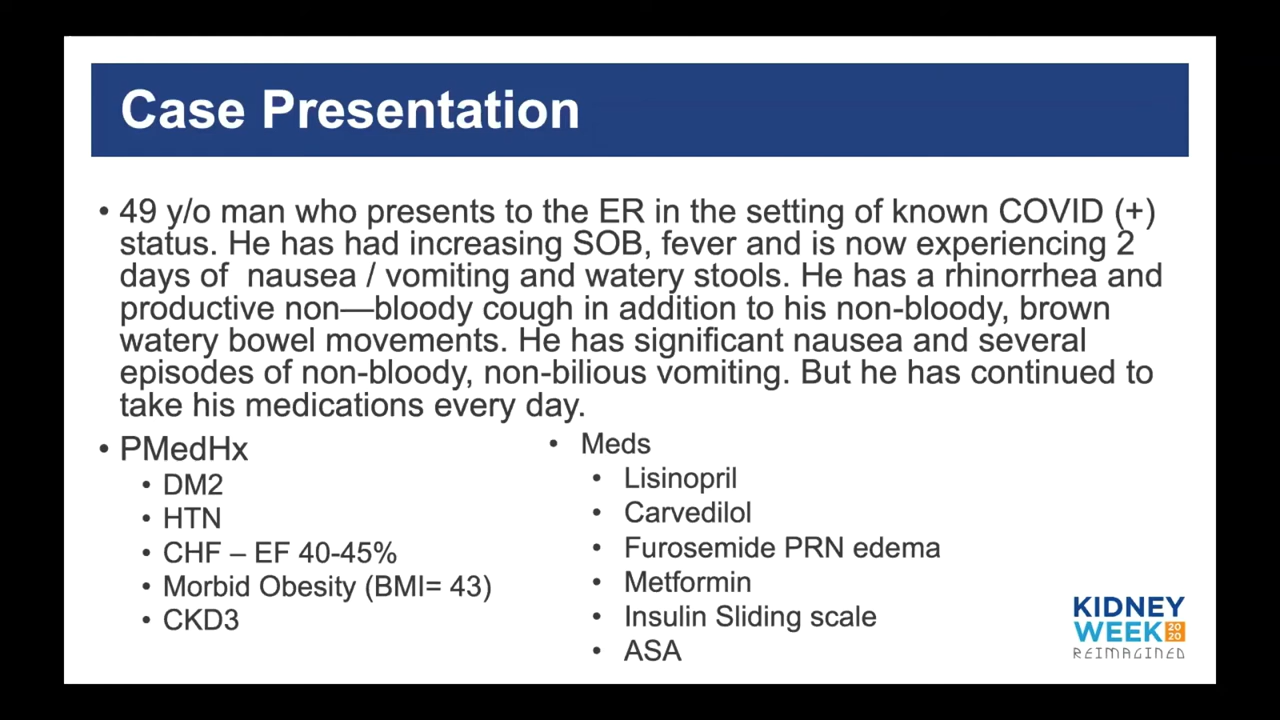 Case Presentation
• 49 y/o man who presents to the ER in the setting of known COVID (+)
status. He has had increasing SOB, fever and is now experiencing 2
days of  nausea / vomiting and watery stools. He has a rhinorrhea and
productive non—bloody cough in addition to his non-bloody, brown
watery bowel movements. He has significant nausea and several
episodes of non-bloody, non-bilious vomiting. But he has continued to
take his medications every day.
• PMedHx
• DM2
• HTN
• CHF – EF 40-45%
• Morbid Obesity (BMI= 43)
• CKD3
• Meds
• Lisinopril
• Carvedilol
• Furosemide PRN edema
• Metformin
• Insulin Sliding scale
• ASA
KIDNEY
WEEK 2020
REIMAGINED